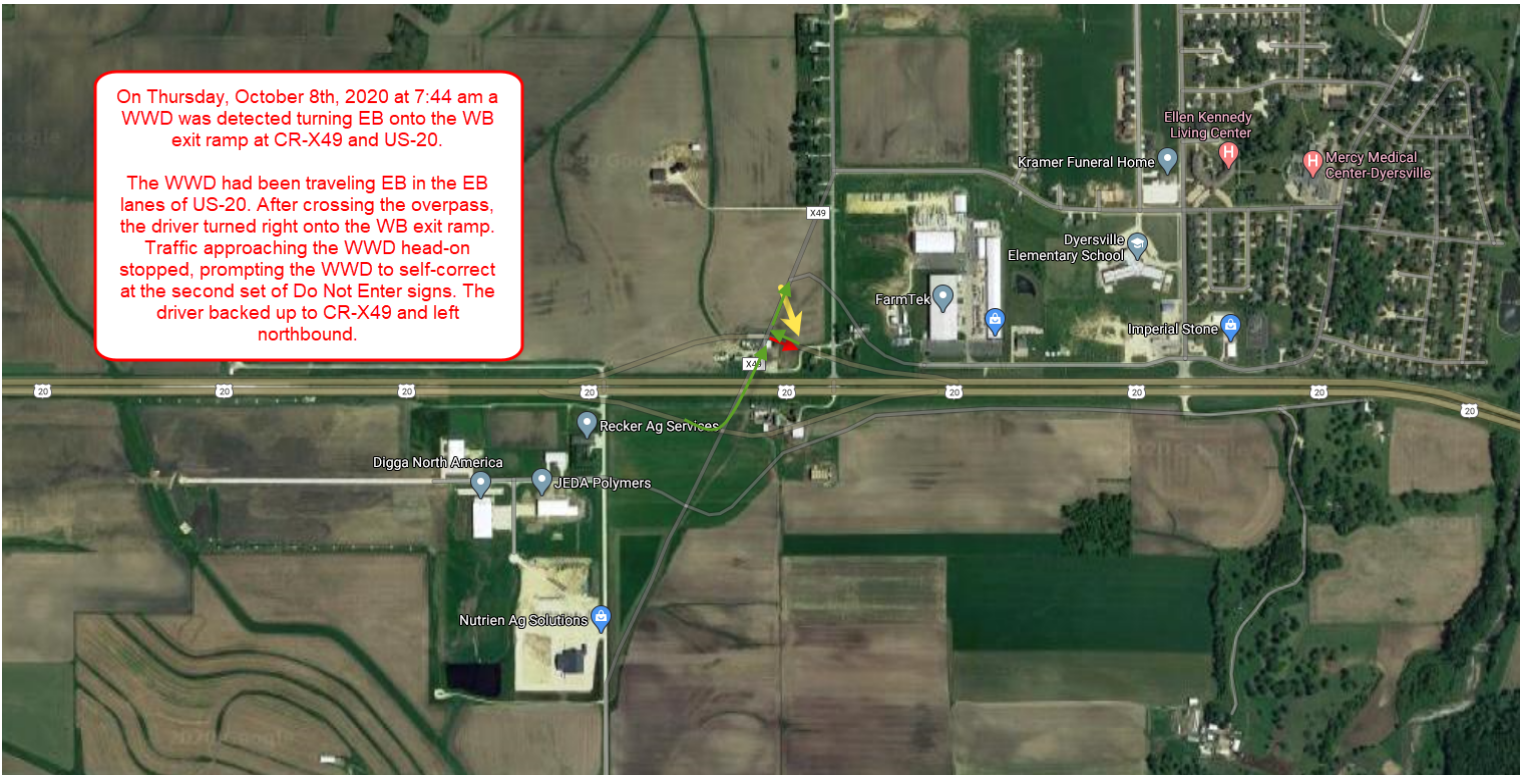 On Thursday, October 8th, 2020 at 7:44 am a
WWD was detected turning EB onto the WB
exit ramp at CR-X49 and US-20.
The WWD had been traveling EB in the EB
lanes of US-20. After crossing the overpass,
the driver turned right onto the WB exit ramp.
Traffic approaching the WWD head-on
stopped, prompting the WWD to self-correct
at the second set of Do Not Enter signs. The
driver backed up to CR-X49 and left
northbound.
Ellen Kennedy
Living Center
Kramer Funeral Home
Mercy Medical
Center-Dyersville
X49
Dyersville
Elementary School
FarmTek
Imperial Stone
X49
20
20
20
20
20
20
20
20
20
Recker Ag Services
Digga North America
JEDA Polymers
Nutrien Ag Solutions